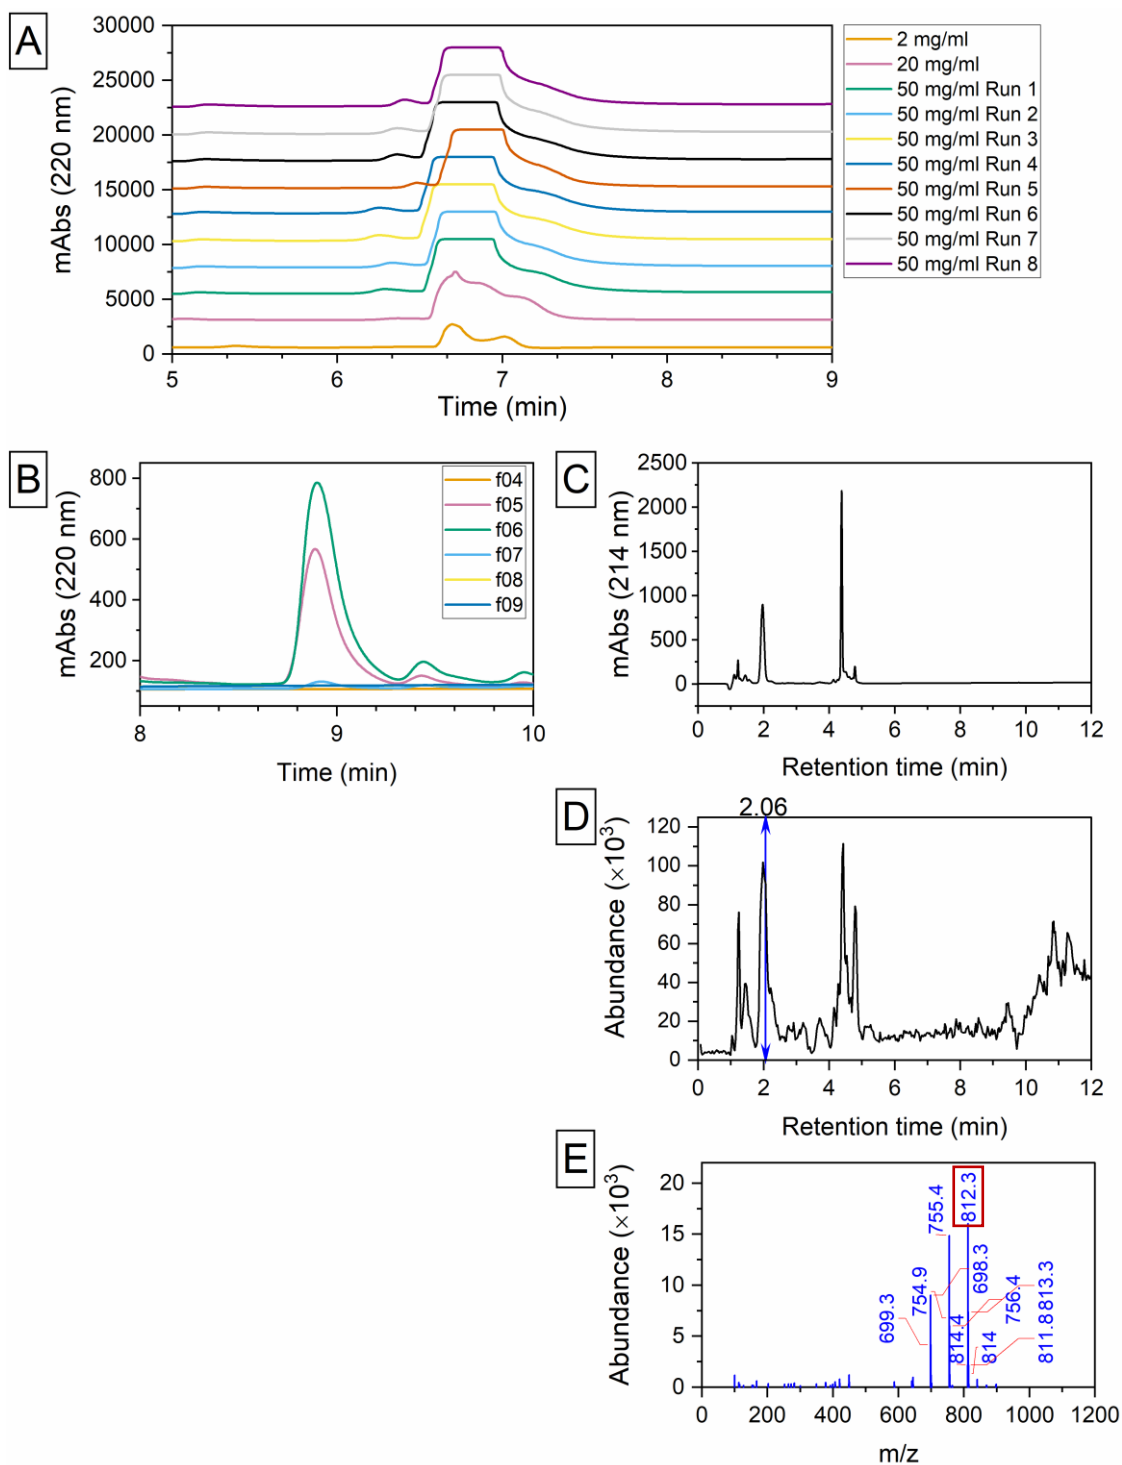 A
30000
25000
20000
15000
10000
5000
0
mAbs (220 nm)
5
6
7
8
9
Time (min)
2 mg/ml
20 mg/ml
50 mg/ml Run 1
50 mg/ml Run 2
50 mg/ml Run 3
50 mg/ml Run 4
50 mg/ml Run 5
50 mg/ml Run 6
50 mg/ml Run 7
50 mg/ml Run 8
B
800
600
400
200
mAbs (220 nm)
8
9
10
Time (min)
f04
f05
f06
f07
f08
f09
C
2500
2000
1500
1000
500
0
mAbs (214 nm)
0
2
4
6
8
10
12
Retention time (min)
D
2.06
120
100
80
60
40
20
0
Abundance (×10³)
0
2
4
6
8
10
12
Retention time (min)
E
20
15
10
5
0
Abundance (×10³)
699.3
754.9
755.4
814.4
812.3
698.3
814
756.4
811.8
813.3
0
200
400
600
800
1000
1200
m/z